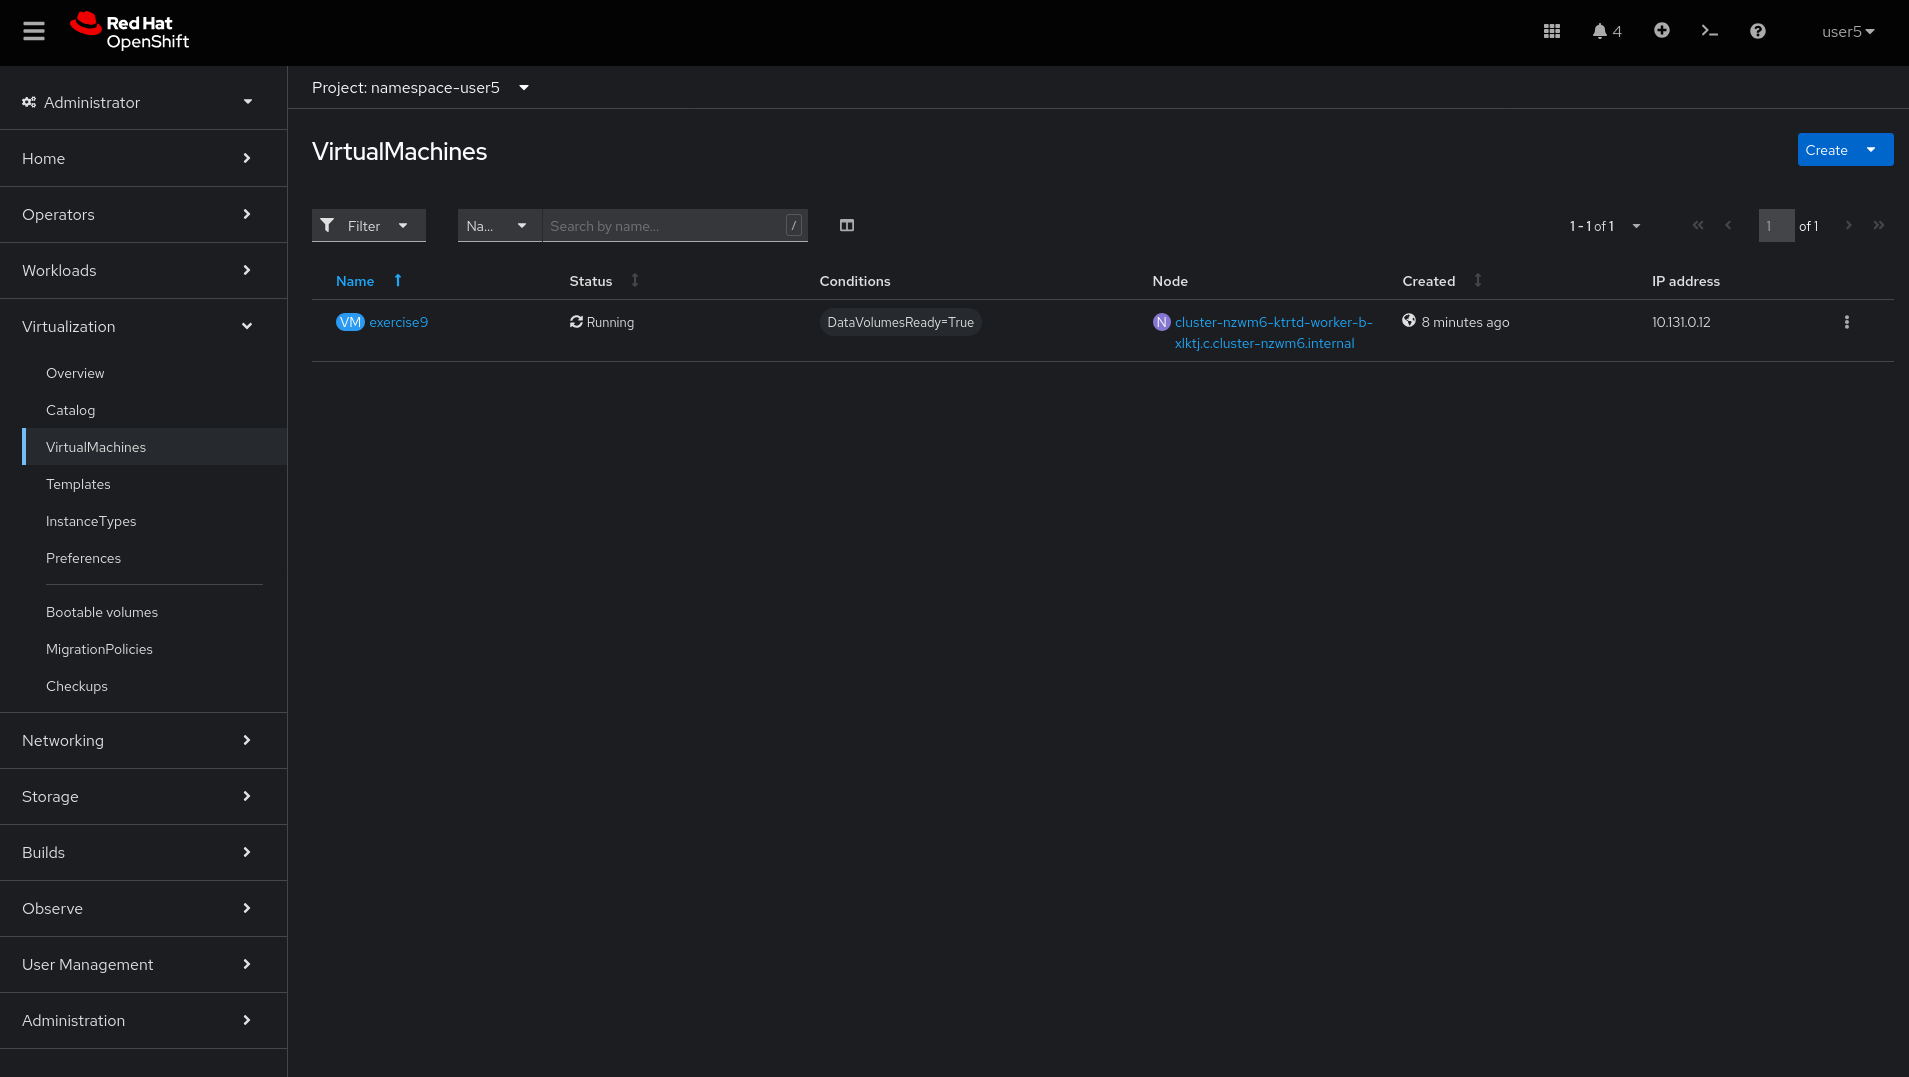 Red Hat
OpenShift
4
user5
Administrator
Home
Operators
Workloads
Virtualization
Overview
Catalog
VirtualMachines
Templates
InstanceTypes
Preferences
Bootable volumes
MigrationPolicies
Checkups
Networking
Storage
Builds
Observe
User Management
Administration
Project: namespace-user5
VirtualMachines
Create
Filter
Na...
Search by name...
/
1 - 1 of 1
1
of 1
Name
Status
Conditions
Node
Created
IP address
VM exercise9
Running
DataVolumesReady=True
N cluster-nzwm6-ktrtd-worker-b-
xlktj.c.cluster-nzwm6.internal
8 minutes ago
10.131.0.12